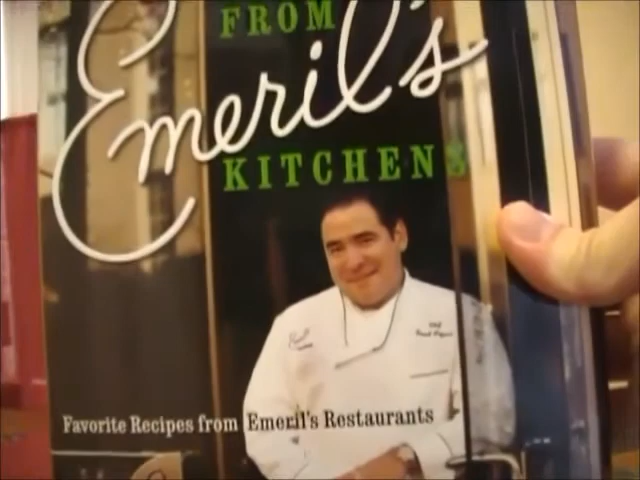 FROM
Emeril's
KITCHENS
Favorite Recipes from Emeril's Restaurants